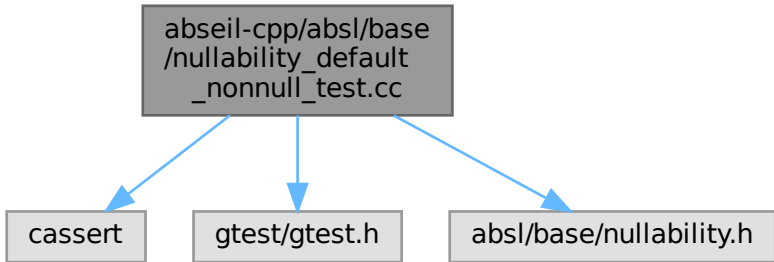 abseil-cpp/absl/base
/nullability_default
_nonnull_test.cc
cassert
gtest/gtest.h
absl/base/nullability.h